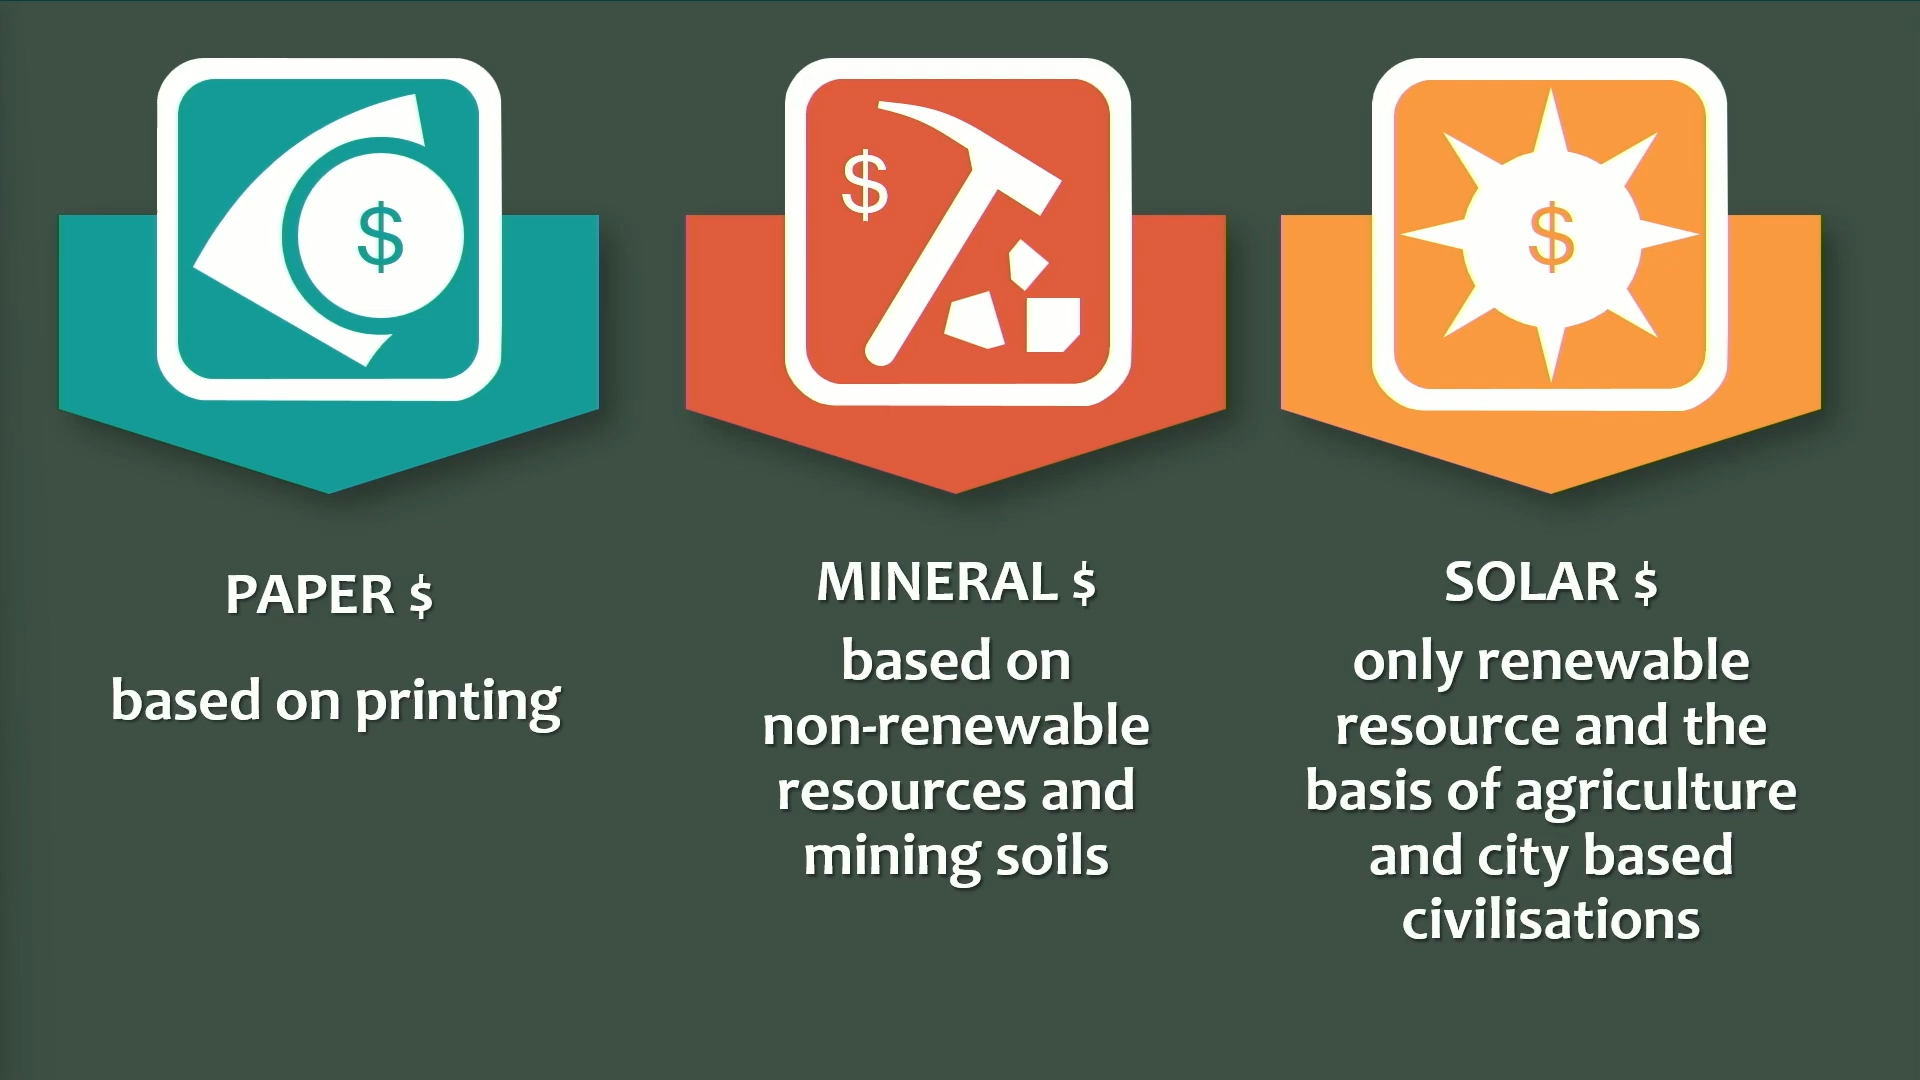 $
$
$
PAPER $
based on printing
MINERAL $
based on
non-renewable
resources and
mining soils
SOLAR $
only renewable
resource and the
basis of agriculture
and city based
civilisations